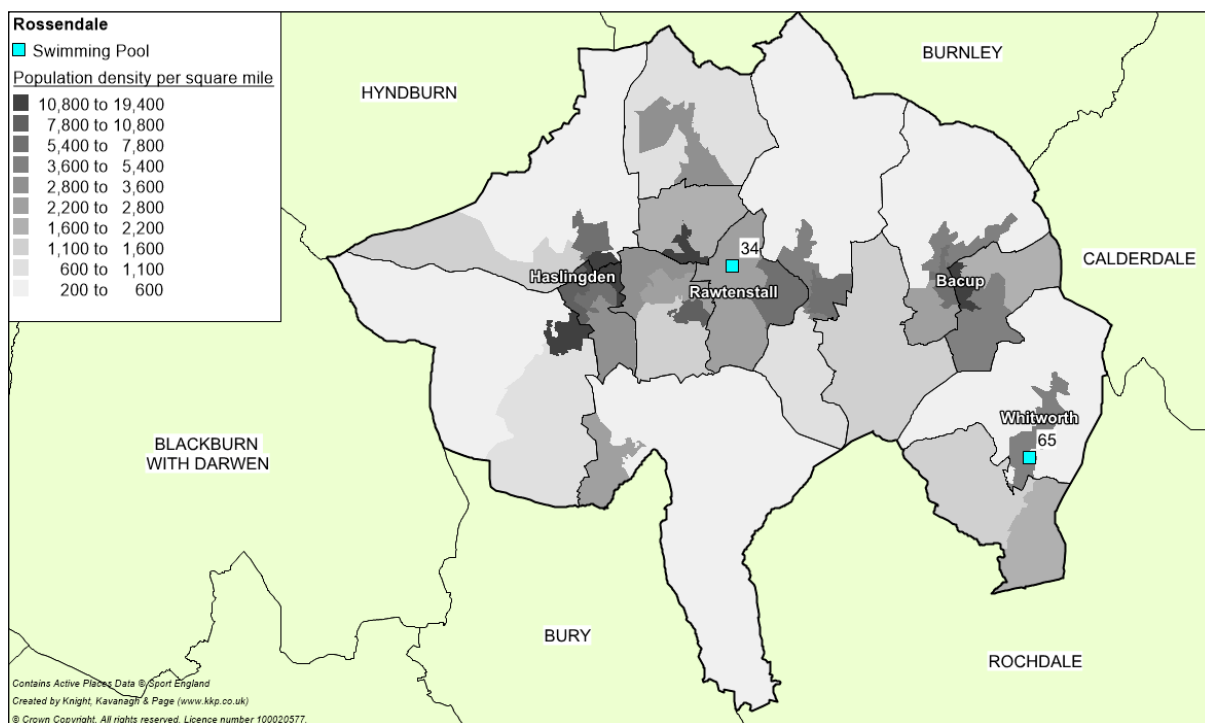 Rossendale
Swimming Pool
Population density per square mile
10,800 to 19,400
7,800 to 10,800
5,400 to 7,800
3,600 to 5,400
2,800 to 3,600
2,200 to 2,800
1,600 to 2,200
1,100 to 1,600
600 to 1,100
200 to 600
BURNLEY
HYNDBURN
34
CALDERDALE
Haslingden
Bacup
Rawtenstall
Whitworth
65
BLACKBURN
WITH DARWEN
BURY
ROCHDALE
Contains Active Places Data © Sport England
Created by Knight, Kavanagh & Page (www.kkp.co.uk)
© Crown Copyright. All rights reserved. Licence number 100020577.